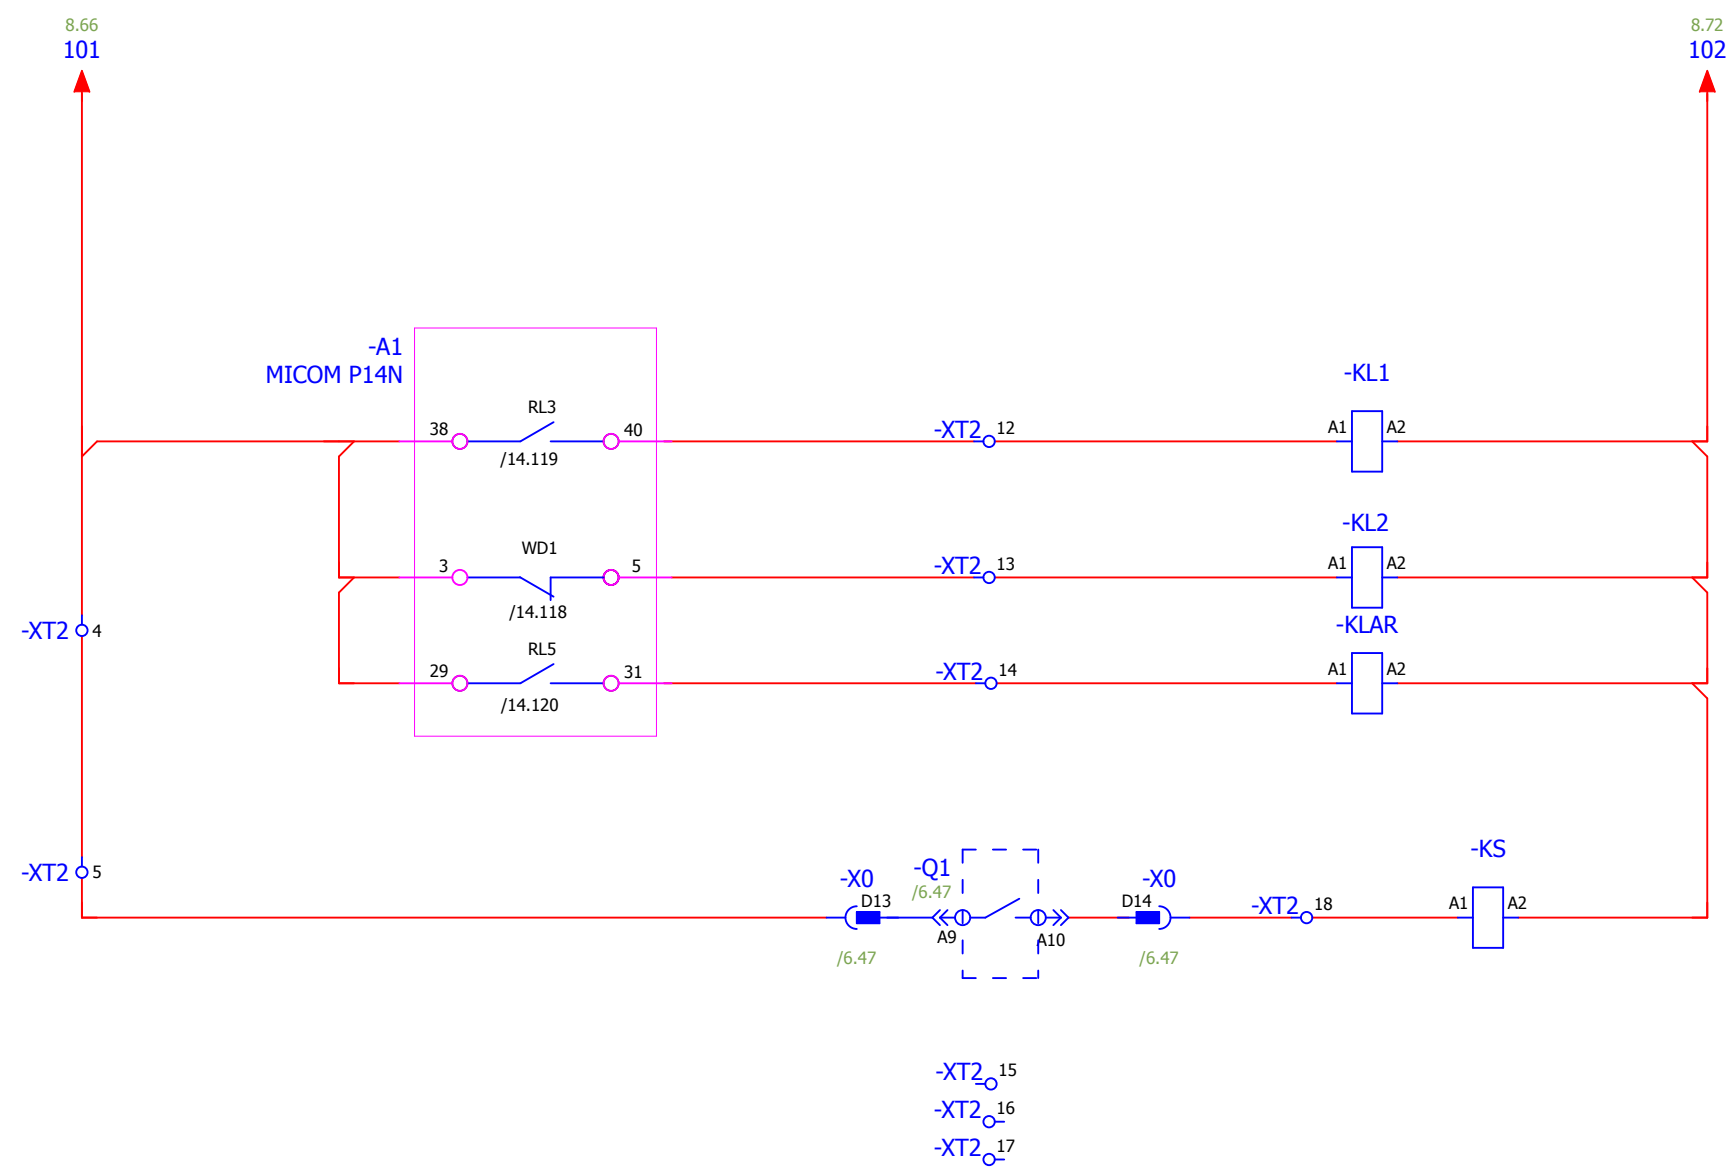 8.66
101
8.72
102
-A1
MICOM P14N
RL3
38
40
/14.119
-XT2 12
-KL1
A1
A2
WD1
3
5
/14.118
-XT2 13
-KL2
A1
A2
-XT2 4
RL5
29
31
/14.120
-XT2 14
-KLAR
A1
A2
-XT2 5
-X0
D13
/6.47
-Q1
/6.47
A9
A10
-X0
D14
/6.47
-XT2 18
-KS
A1
A2
-XT2 15
-XT2 16
-XT2 17